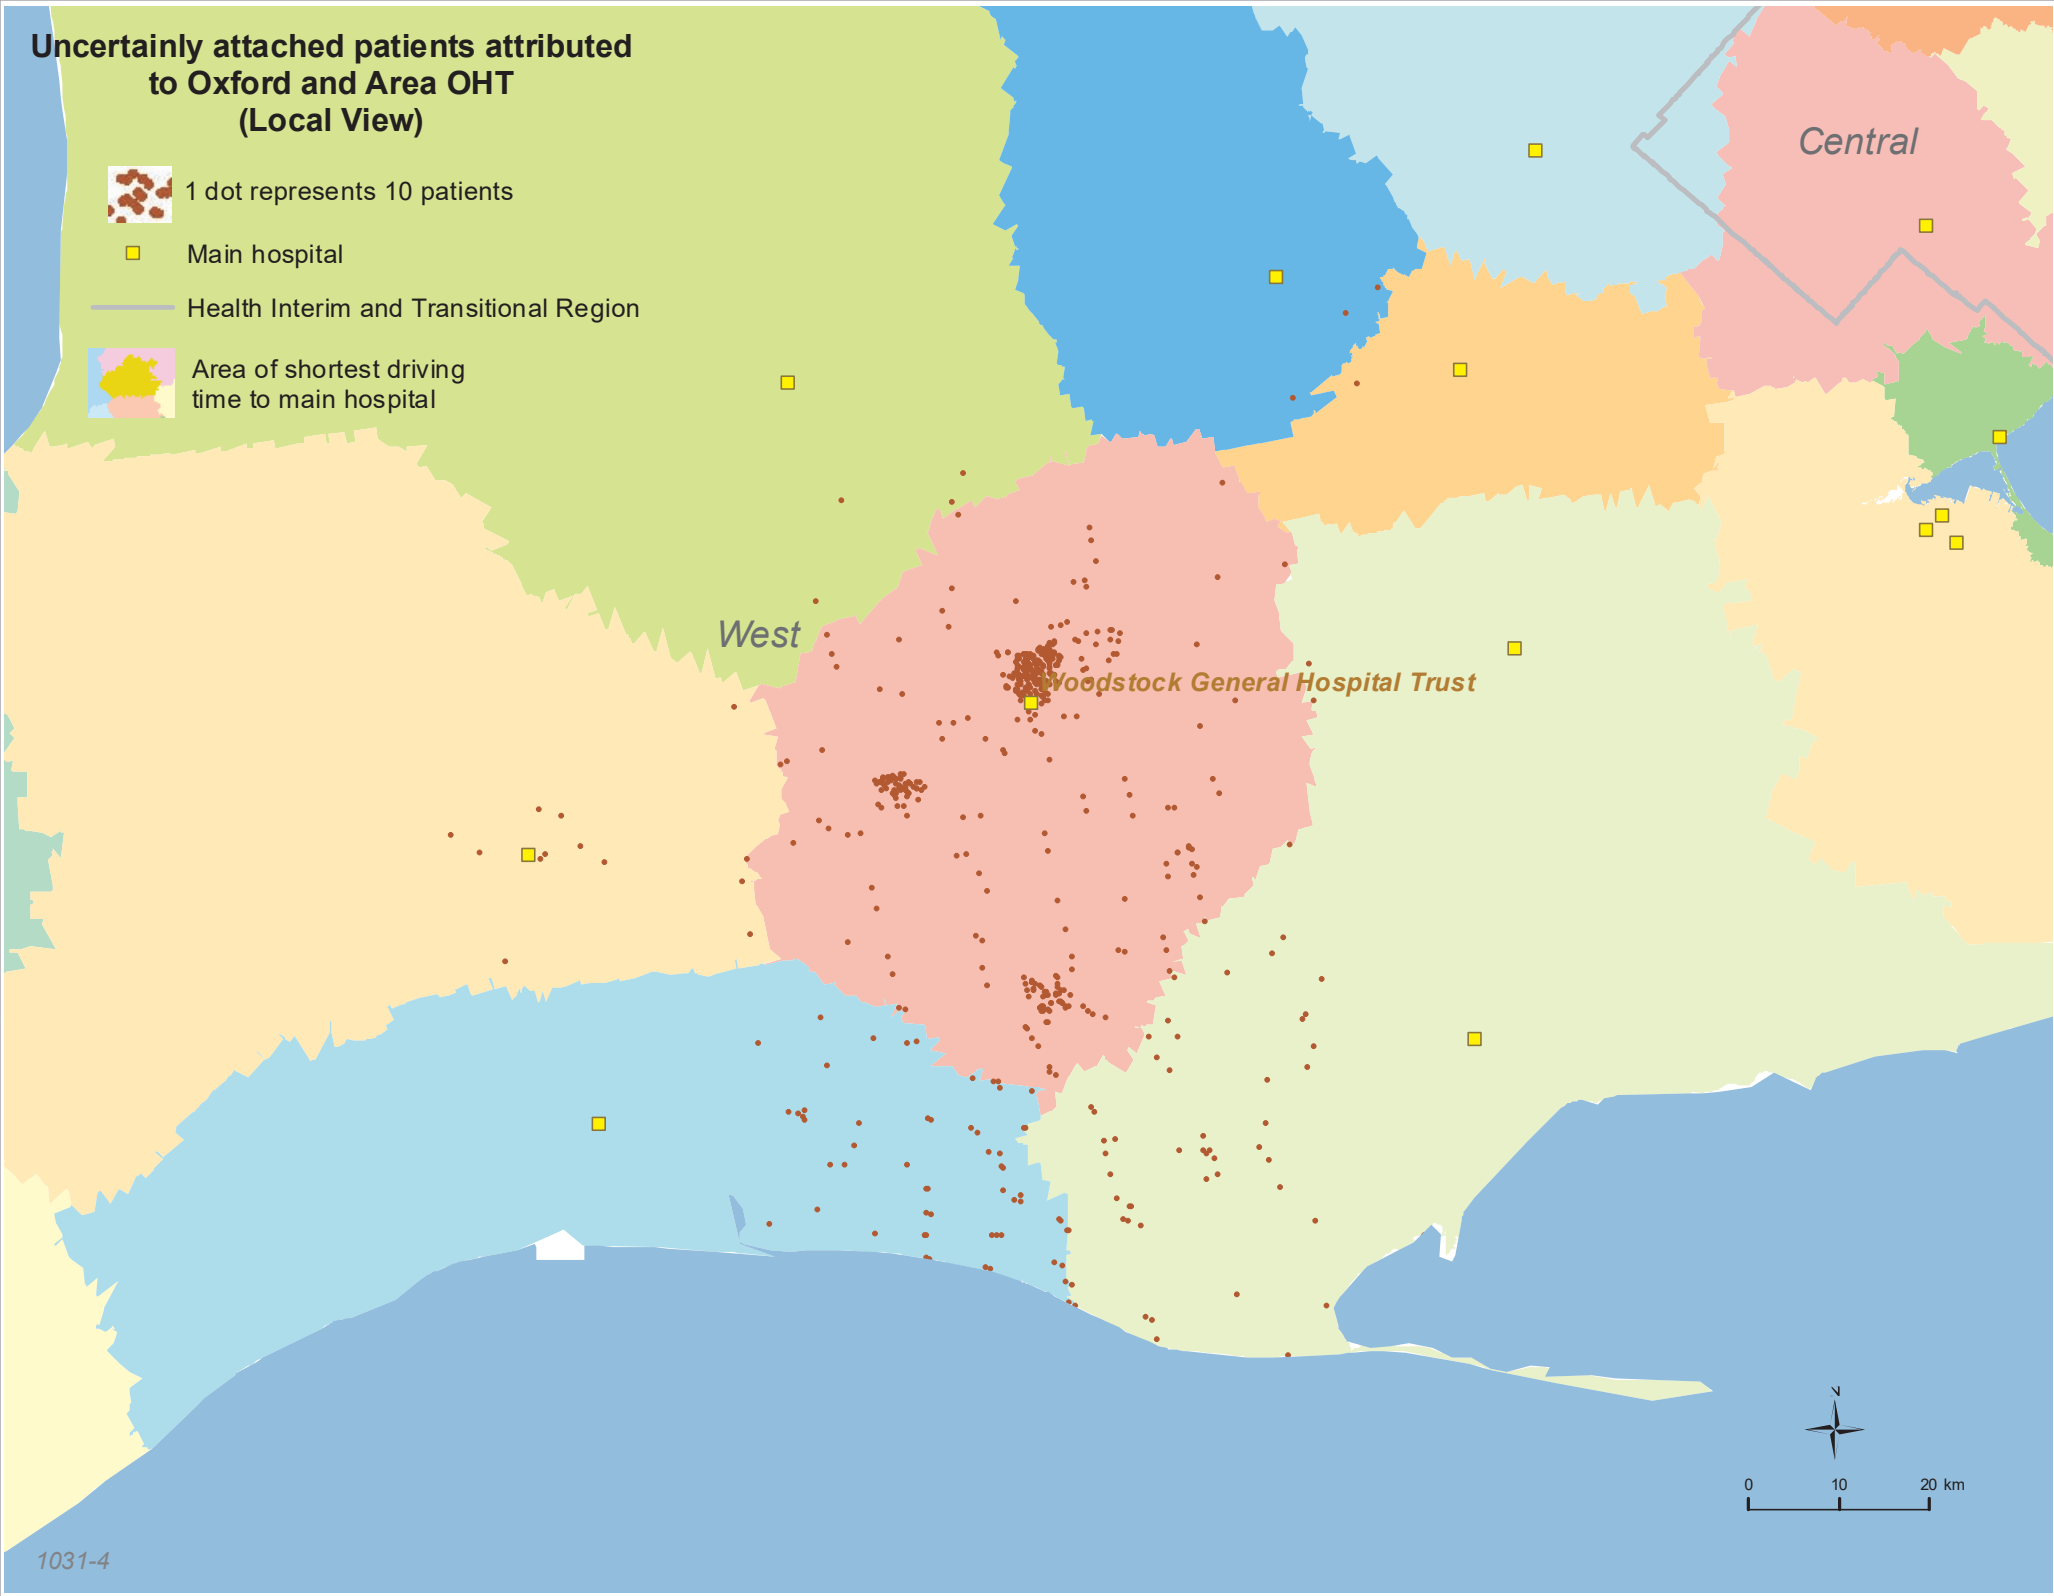 Uncertainly attached patients attributed
to Oxford and Area OHT
(Local View)
1 dot represents 10 patients
Main hospital
Health Interim and Transitional Region
Area of shortest driving
time to main hospital
Central
West
Woodstock General Hospital Trust
N
0 10 20 km
1031-4